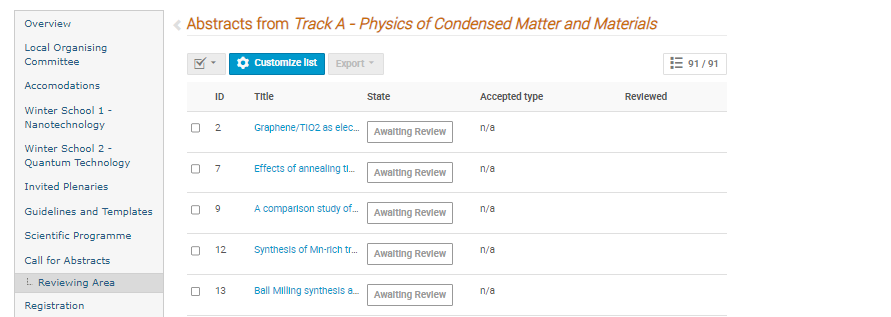 Overview
Local Organising
Committee
Accomodations
Winter School 1 -
Nanotechnology
Winter School 2 -
Quantum Technology
Invited Plenaries
Guidelines and Templates
Scientific Programme
Call for Abstracts
Reviewing Area
Registration
Abstracts from Track A - Physics of Condensed Matter and Materials
Customize list Export 91 / 91
ID Title State Accepted type Reviewed
2 Graphene/TiO2 as elec... Awaiting Review n/a
7 Effects of annealing ti... Awaiting Review n/a
9 A comparison study of... Awaiting Review n/a
12 Synthesis of Mn-rich tr... Awaiting Review n/a
13 Ball Milling synthesis a... Awaiting Review n/a